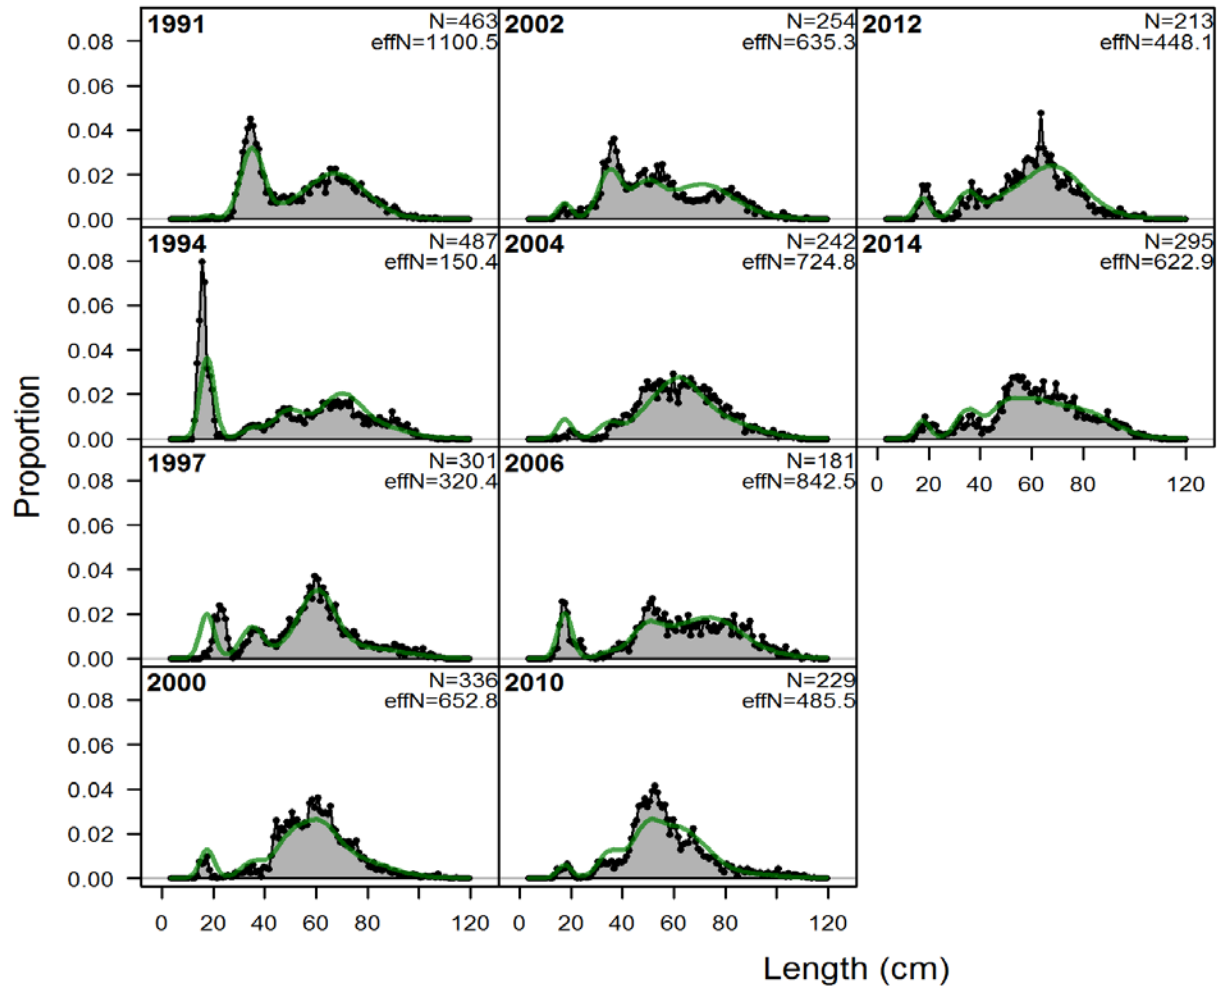 1991 N=463
effN=1100.5
2002 N=254
effN=635.3
2012 N=213
effN=448.1
0.08
0.06
0.04
0.02
0.00
1994 N=487
effN=150.4
2004 N=242
effN=724.8
2014 N=295
effN=622.9
0.08
0.06
0.04
0.02
0.00
0 20 40 60 80 120
1997 N=301
effN=320.4
2006 N=181
effN=842.5
0.08
0.06
0.04
0.02
0.00
2000 N=336
effN=652.8
2010 N=229
effN=485.5
0.08
0.06
0.04
0.02
0.00
0 20 40 60 80 120
0 20 40 60 80 120
Proportion
Length (cm)